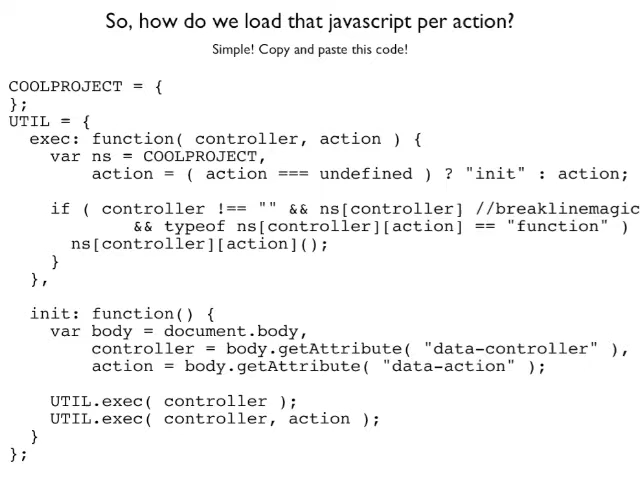 So, how do we load that javascript per action?
Simple! Copy and paste this code!
COOLPROJECT = {
};
UTIL = {
  exec: function( controller, action ) {
    var ns = COOLPROJECT,
        action = ( action === undefined ) ? "init" : action;
    if ( controller !== "" && ns[controller] //breaklinemagic
            && typeof ns[controller][action] == "function" )
      ns[controller][action]();
    }
  },
  init: function() {
    var body = document.body,
        controller = body.getAttribute( "data-controller" ),
        action = body.getAttribute( "data-action" );
    UTIL.exec( controller );
    UTIL.exec( controller, action );
  }
};